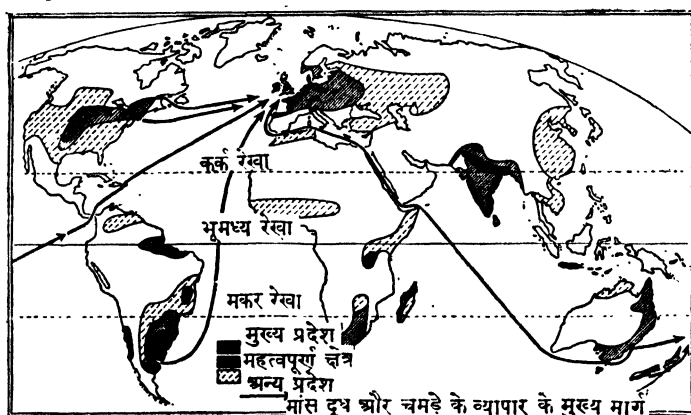 कर्क रेखा
भूमध्य रेखा
मकर रेखा
मुख्य प्रदेश
महत्वपूर्ण क्षेत्र
अन्य प्रदेश
मांस दूध और चमड़े के व्यापार के मुख्य मार्ग